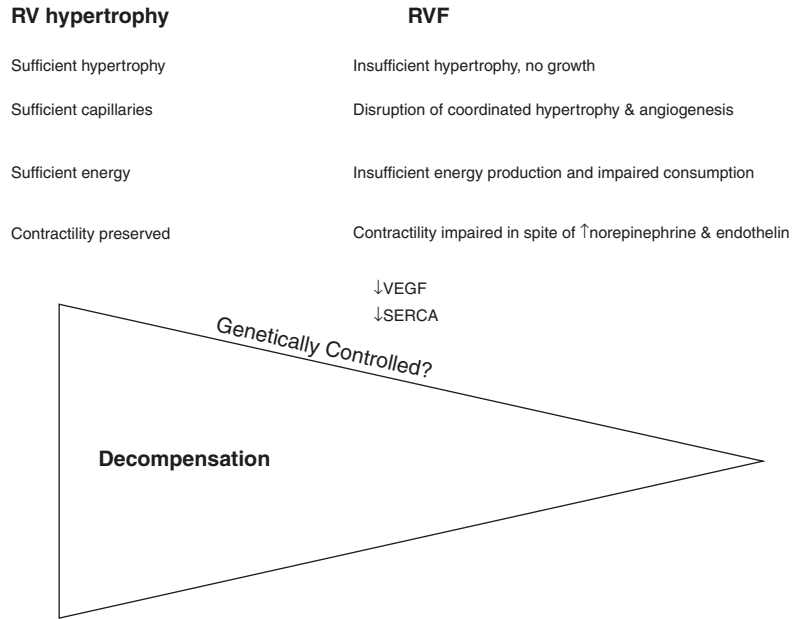 RV hypertrophy RVF
Sufficient hypertrophy Insufficient hypertrophy, no growth
Sufficient capillaries Disruption of coordinated hypertrophy & angiogenesis
Sufficient energy Insufficient energy production and impaired consumption
Contractility preserved Contractility impaired in spite of ↑norepinephrine & endothelin
↓VEGF
↓SERCA
Genetically Controlled?
Decompensation